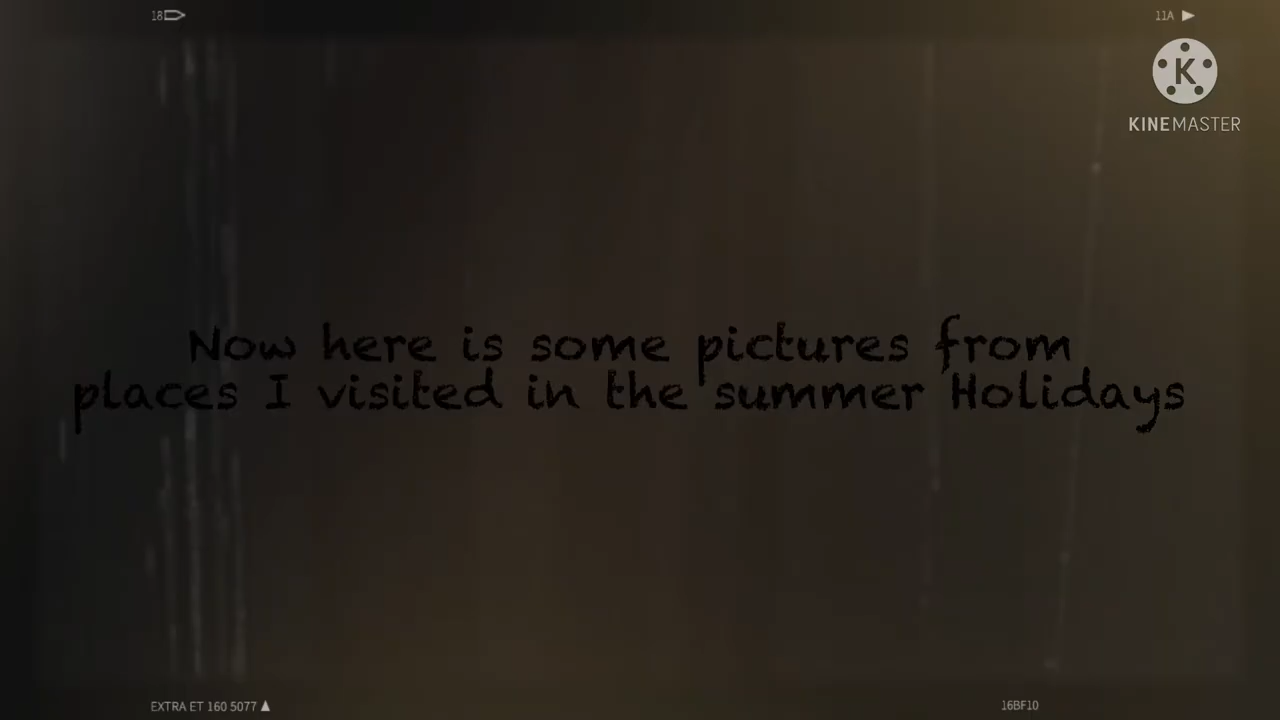 18
11A
K
KINEMASTER
Now here is some pictures from
places I visited in the summer Holidays
EXTRA ET 160 5077
16BF10